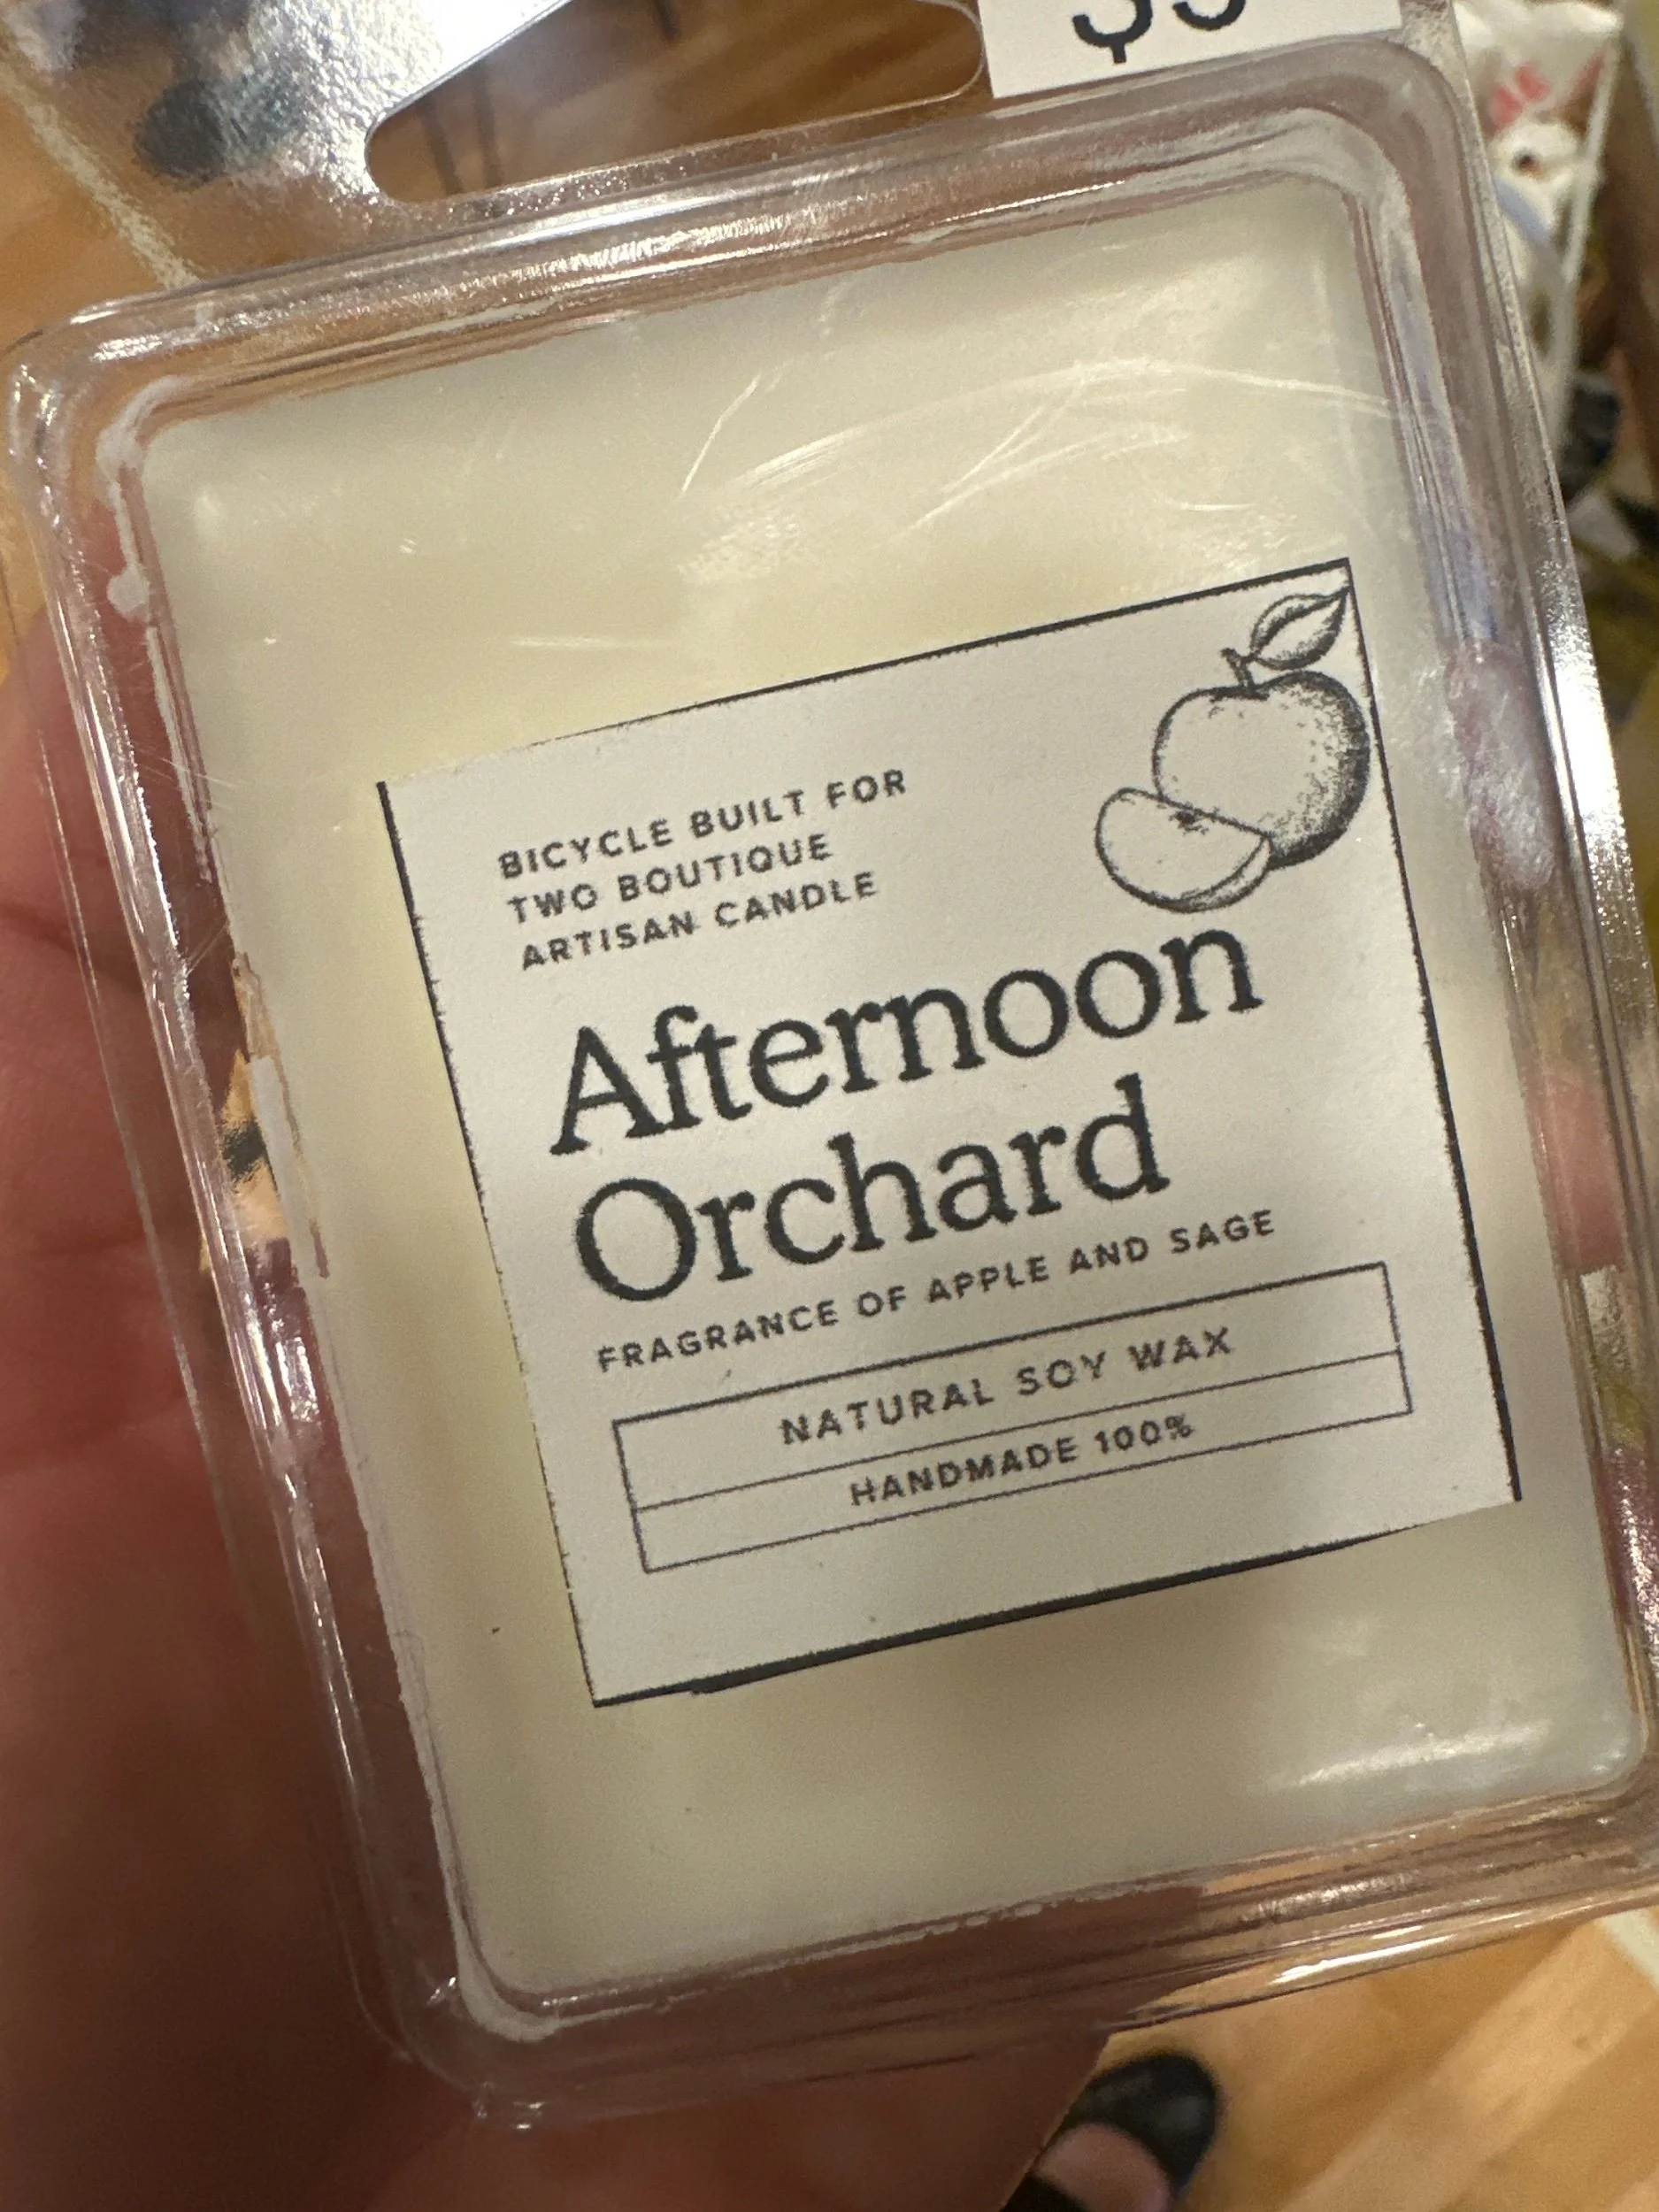 BICYCLE BUILT FOR
TWO BOUTIQUE
ARTISAN CANDLE
Afternoon
Orchard
FRAGRANCE OF APPLE AND SAGE
NATURAL SOY WAX
HANDMADE 100%